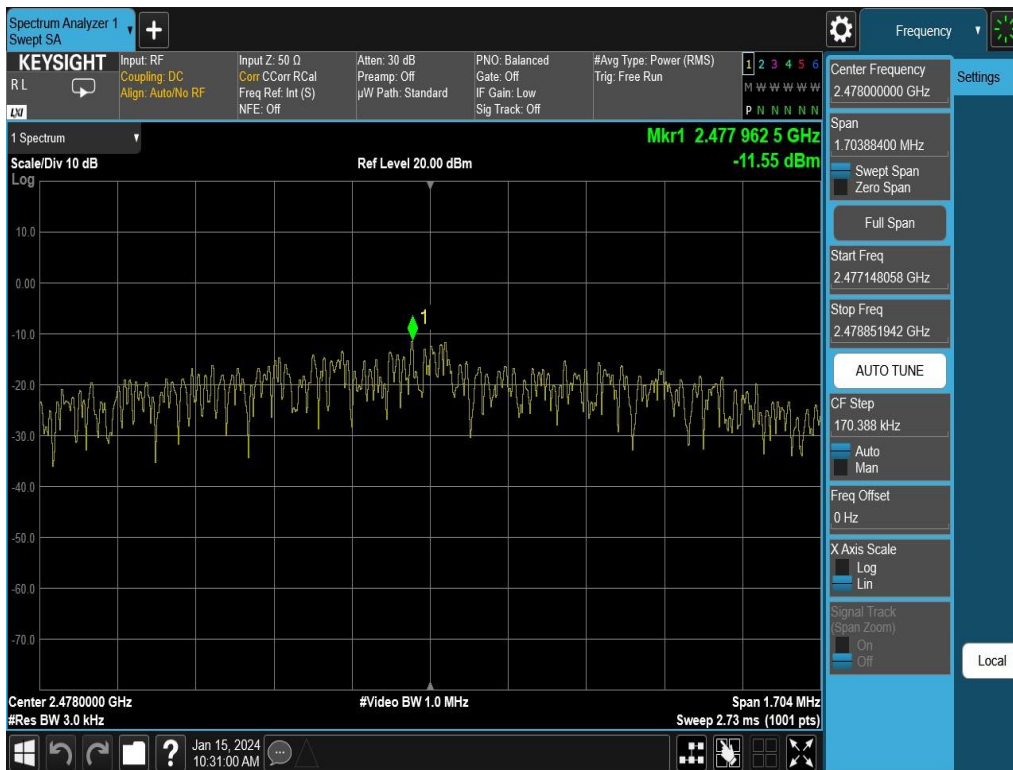 Spectrum Analyzer 1
Swept SA
Frequency
KEYSIGHT
R L
LXI
Input: RF
Coupling: DC
Align: Auto/No RF
Input Z: 50 Ω
Corr CCorr RCal
Freq Ref: Int (S)
NFE: Off
Atten: 30 dB
Preamp: Off
µW Path: Standard
PNO: Balanced
Gate: Off
IF Gain: Low
Sig Track: Off
#Avg Type: Power (RMS)
Trig: Free Run
1 2 3 4 5 6
M W W W W W
P N N N N N
Center Frequency
2.478000000 GHz
Settings
Span
1.70388400 MHz
Swept Span
Zero Span
Full Span
Start Freq
2.477148058 GHz
Stop Freq
2.478851942 GHz
AUTO TUNE
CF Step
170.388 kHz
Auto
Man
Freq Offset
0 Hz
X Axis Scale
Log
Lin
Signal Track
(Span Zoom)
On
Off
Local
1 Spectrum
Mkr1 2.477 962 5 GHz
Scale/Div 10 dB
Ref Level 20.00 dBm
-11.55 dBm
Log
10.0
0.00
1
-10.0
-20.0
-30.0
-40.0
-50.0
-60.0
-70.0
Center 2.4780000 GHz
#Video BW 1.0 MHz
Span 1.704 MHz
#Res BW 3.0 kHz
Sweep 2.73 ms (1001 pts)
?
Jan 15, 2024
10:31:00 AM